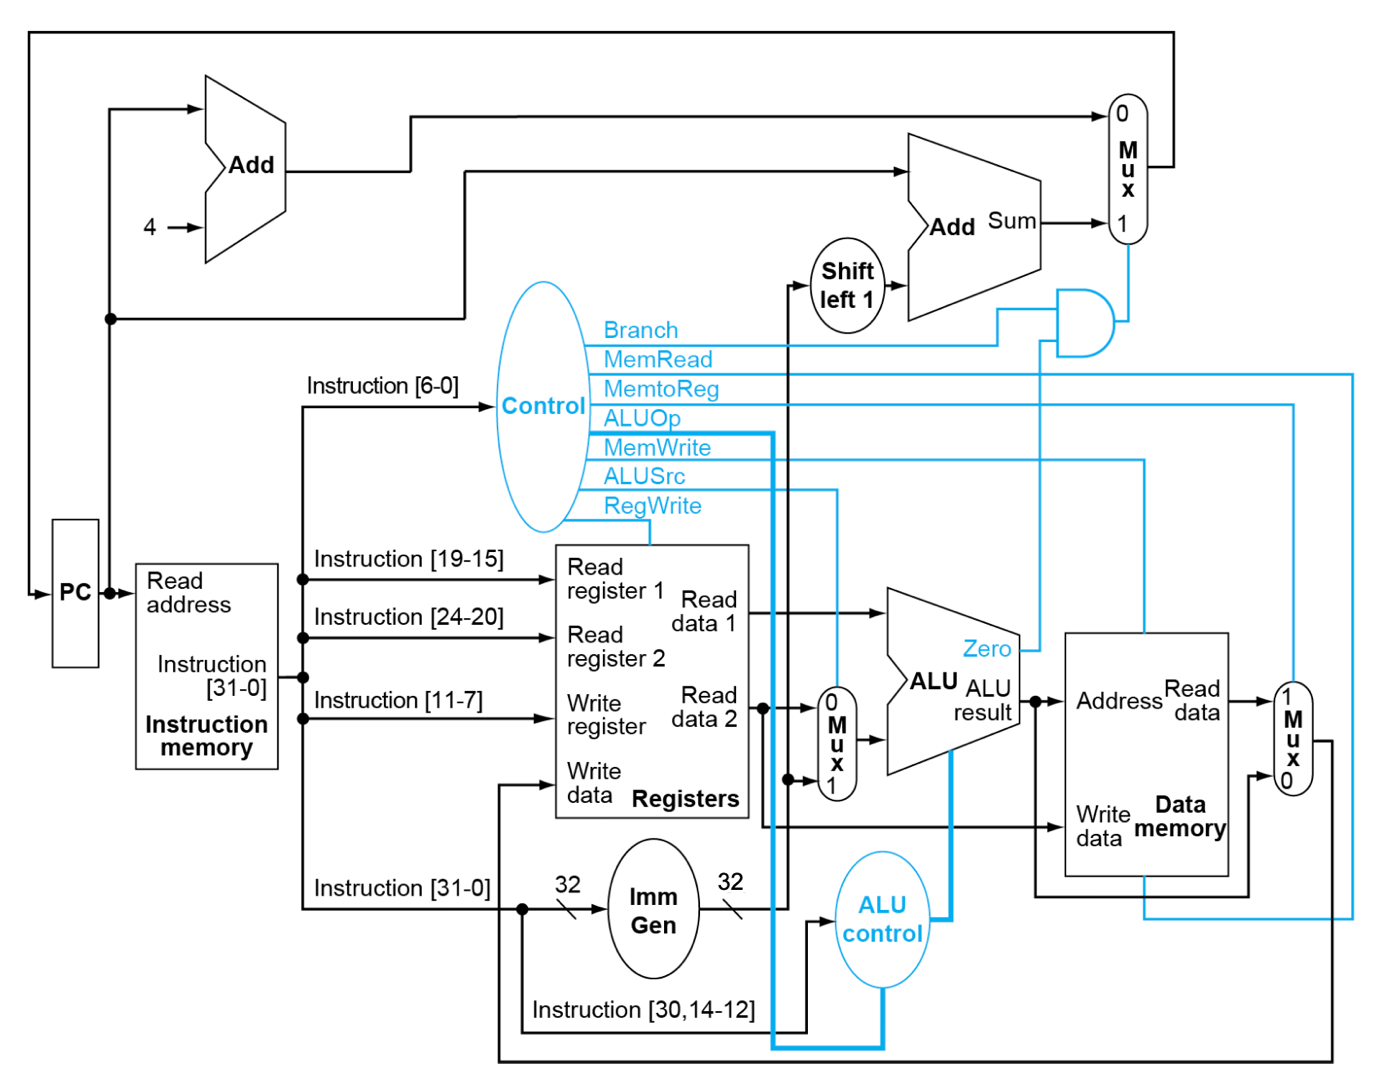 Add
4
Add
Sum
0
Mux
1
Shift
left 1
Branch
MemRead
MemtoReg
ALUOp
MemWrite
ALUSrc
RegWrite
Control
Instruction [6-0]
Instruction [19-15]
Instruction [24-20]
Instruction [11-7]
Instruction [31-0]
PC
Read
address
Instruction
[31-0]
Instruction
memory
Read
register 1
Read
register 2
Write
register
Write
data
Read
data 1
Read
data 2
Registers
0
Mux
1
Zero
ALU
ALU
result
Address
Read
data
Write
data
Data
memory
1
Mux
0
32
Imm
Gen
32
ALU
control
Instruction [30,14-12]